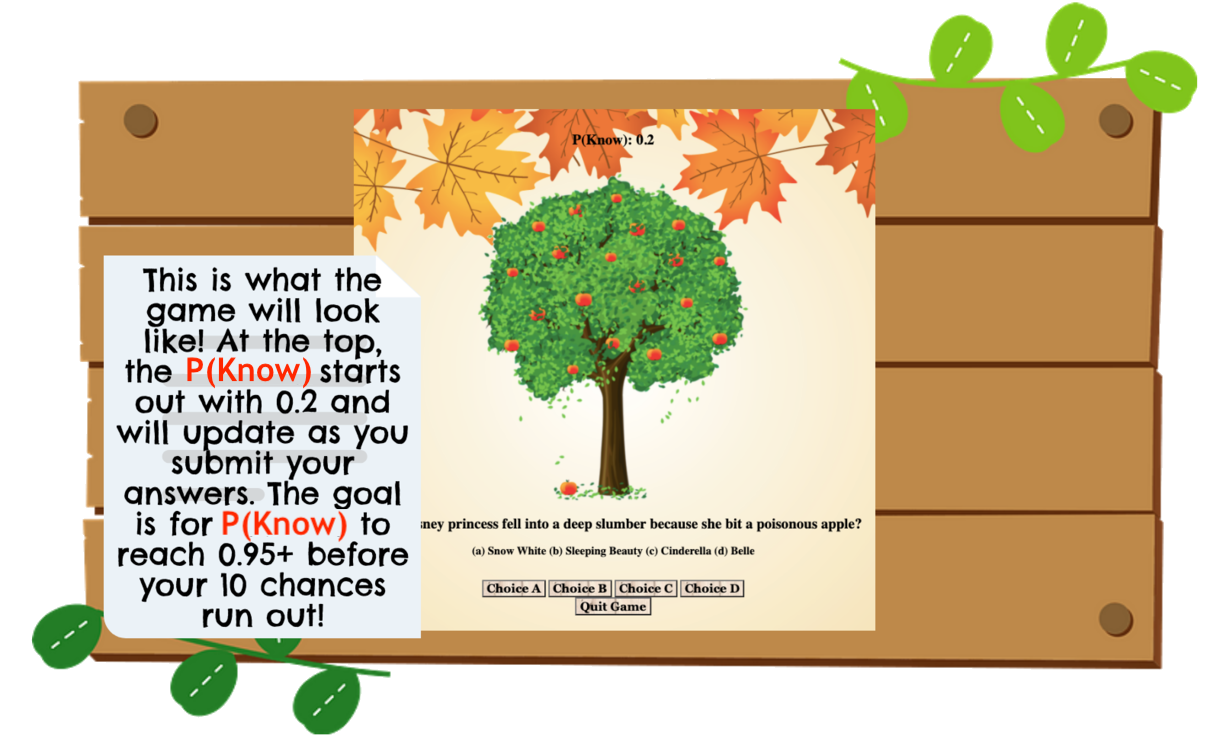 P(Know): 0.2
This is what the
game will look
like! At the top,
the P(Know) starts
out with 0.2 and
will update as you
submit your
answers. The goal
is for P(Know) to
reach 0.95+ before
your 10 chances
run out!
princess fell into a deep slumber because she bit a poisonous apple?
(a) Snow White (b) Sleeping Beauty (c) Cinderella (d) Belle
Choice A Choice B Choice C Choice D
Quit Game